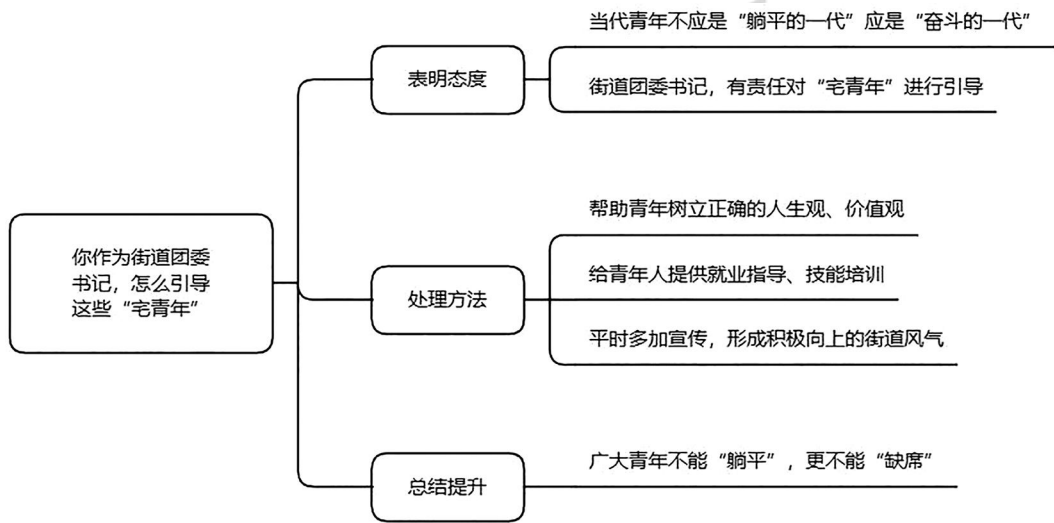 你作为街道团委
书记，怎么引导
这些“宅青年”
表明态度
当代青年不应是“躺平的一代”应是“奋斗的一代”
街道团委书记，有责任对“宅青年”进行引导
处理方法
帮助青年树立正确的人生观、价值观
给青年人提供就业指导、技能培训
平时多加宣传，形成积极向上的街道风气
总结提升
广大青年不能“躺平”，更不能“缺席”